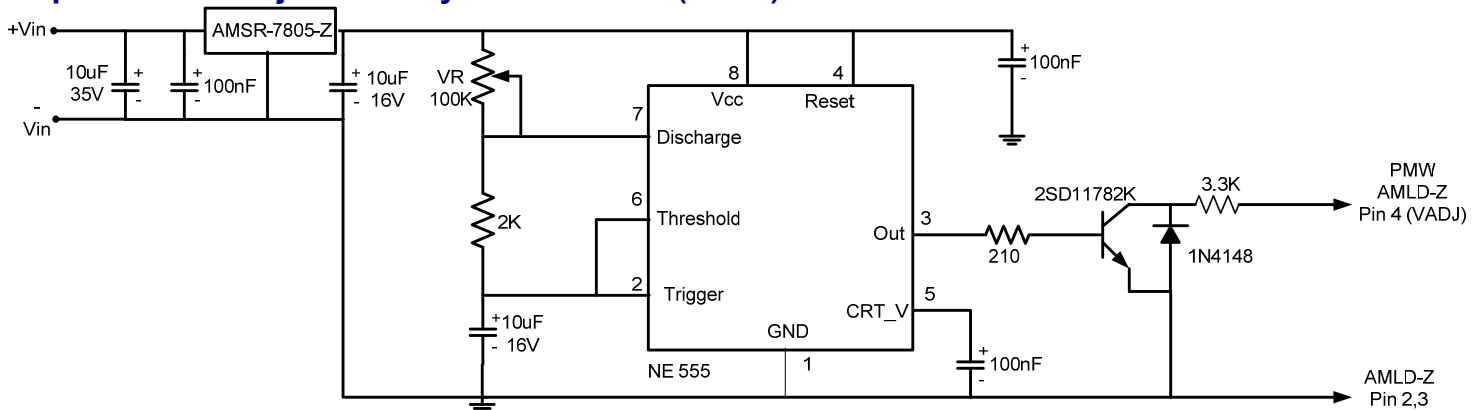 +Vin
AMSR-7805-Z
10uF
35V
+
-
+
-
100nF
+
-
10uF
16V
-
Vin
VR
100K
7
Discharge
8
Vcc
4
Reset
+
-
100nF
2K
6
Threshold
2
Trigger
+
-
10uF
16V
Out
3
210
2SD11782K
3.3K
1N4148
PMW
AMLD-Z
Pin 4 (VADJ)
CRT_V
5
GND
1
NE 555
+
-
100nF
AMLD-Z
Pin 2,3